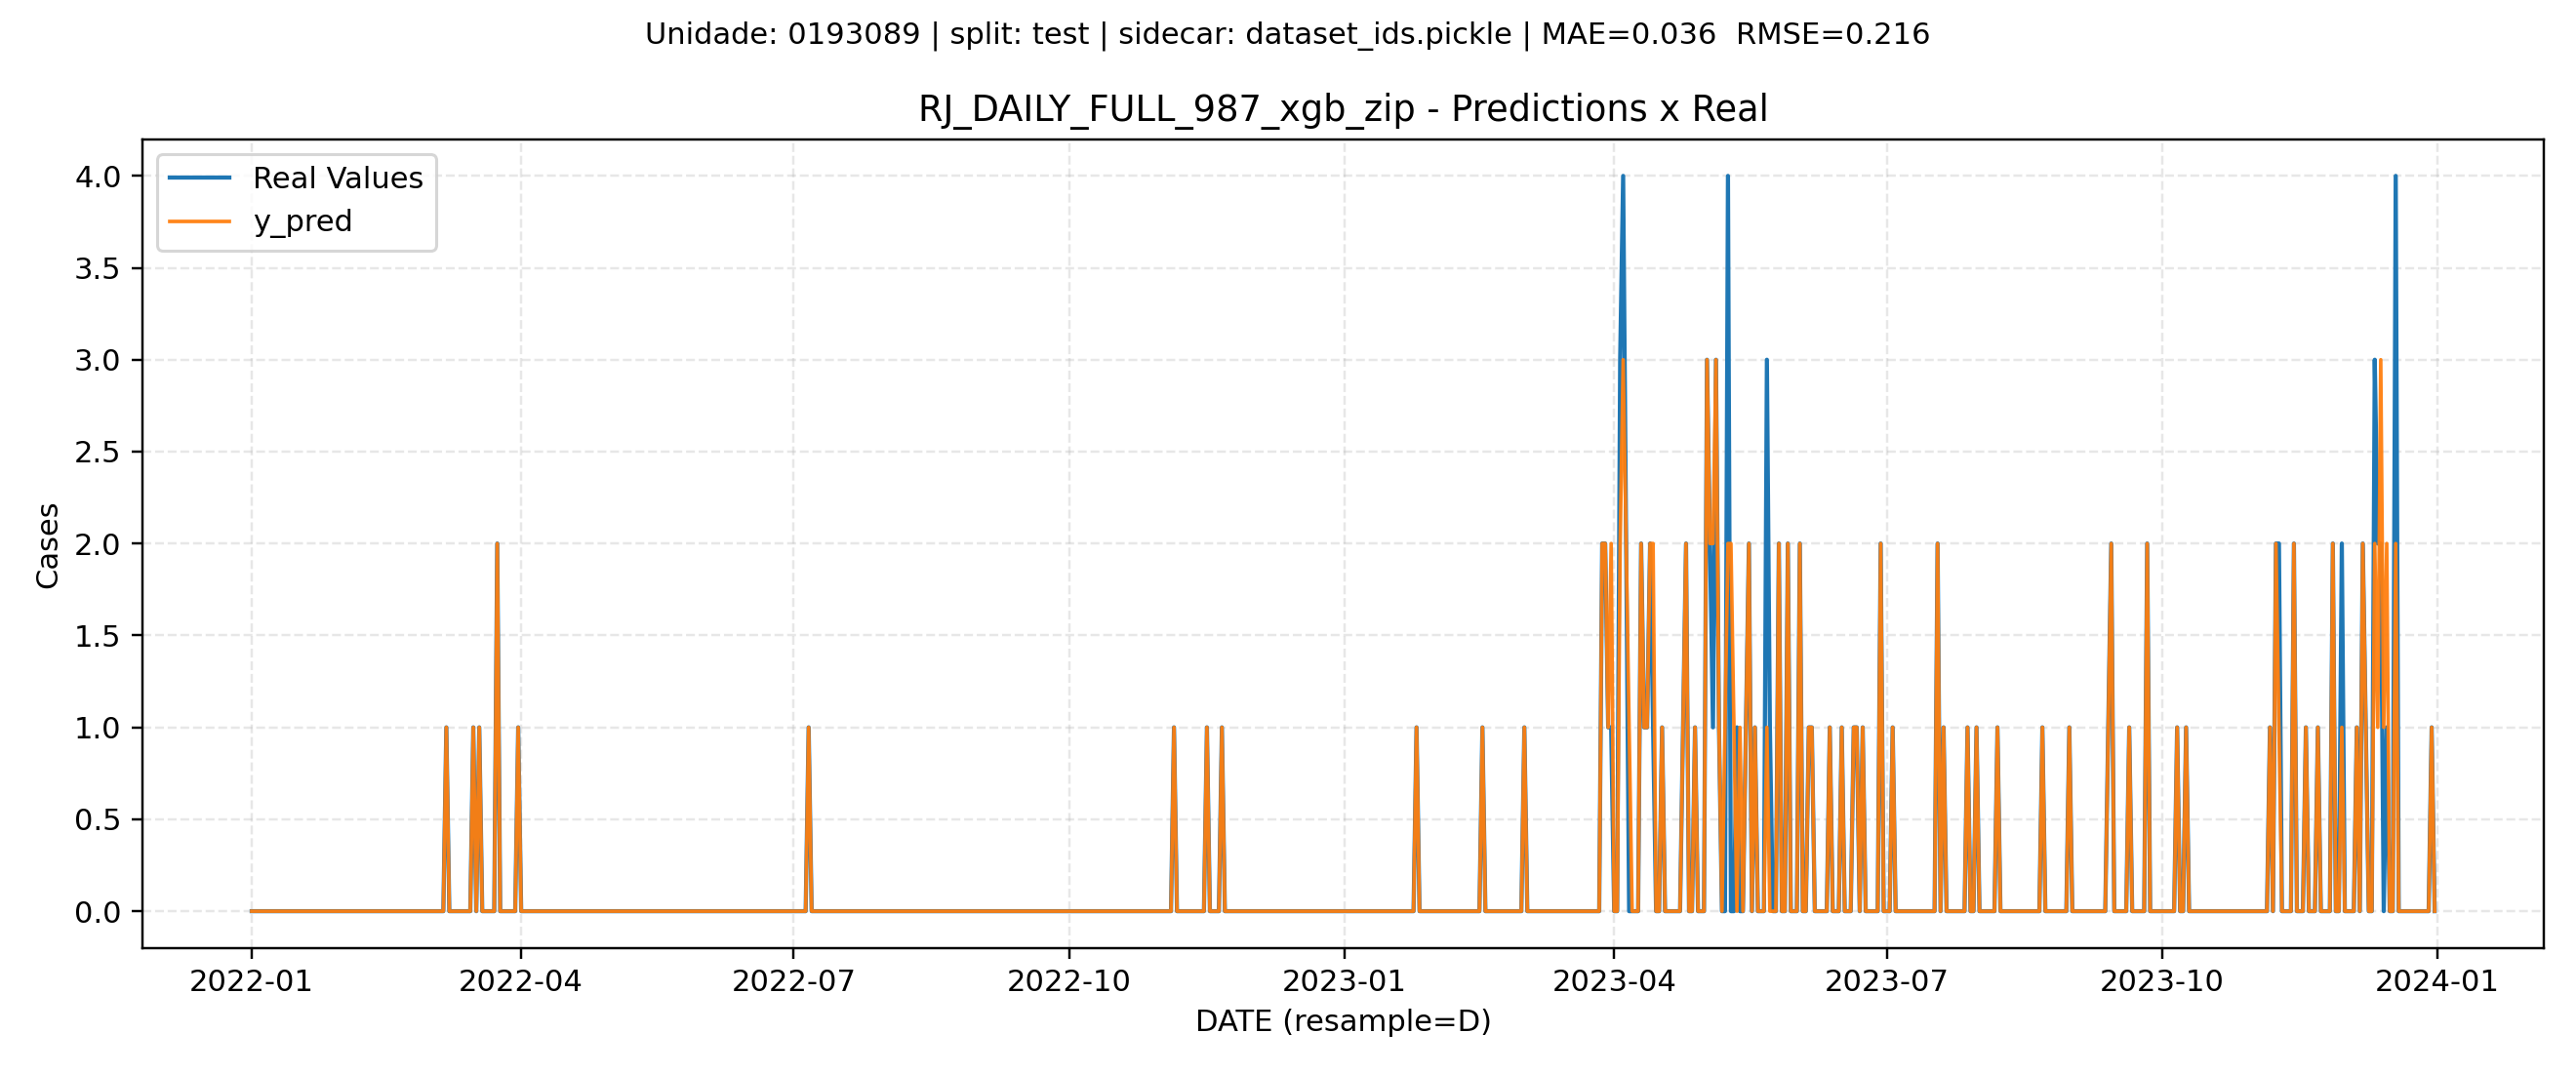 Unidade: 0193089 | split: test | sidecar: dataset_ids.pickle | MAE=0.036  RMSE=0.216
RJ_DAILY_FULL_987_xgb_zip - Predictions x Real
Real Values
y_pred
4.0
3.5
3.0
2.5
2.0
1.5
1.0
0.5
0.0
Cases
2022-01 2022-04 2022-07 2022-10 2023-01 2023-04 2023-07 2023-10 2024-01
DATE (resample=D)